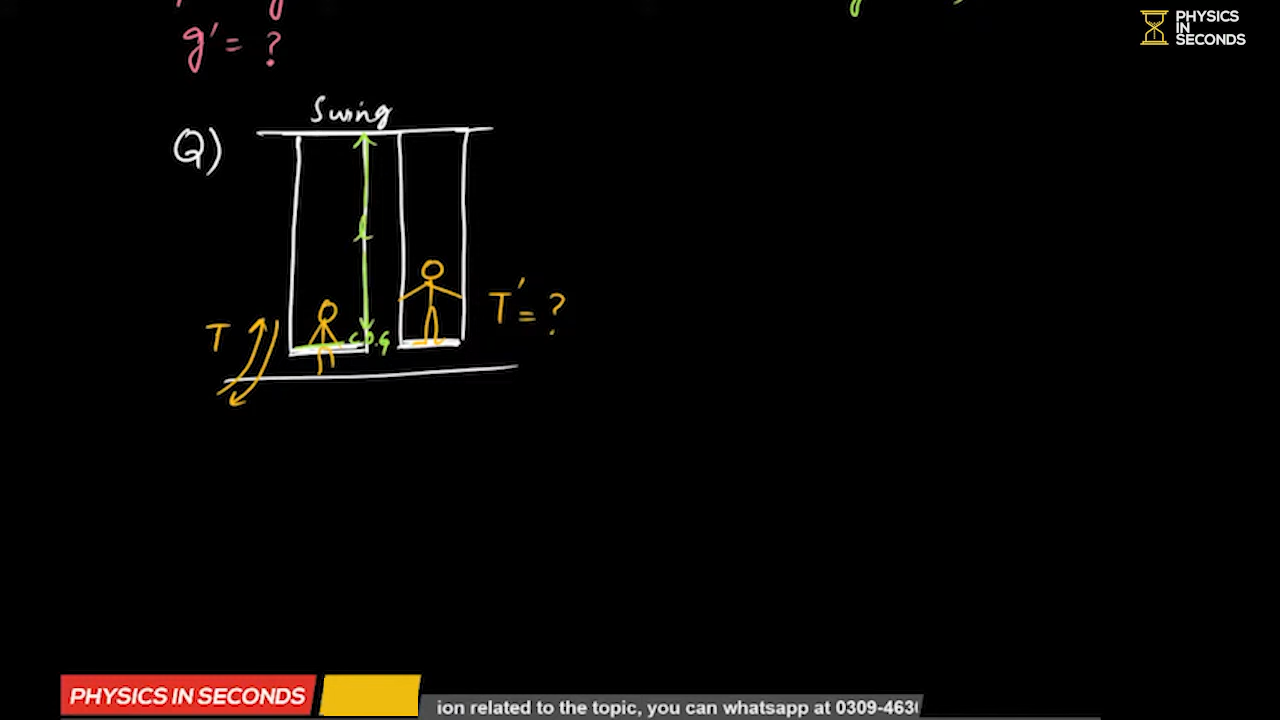 PHYSICS
IN
SECONDS
g' = ?
Swing
Q)
l
T
c.o.g
T' = ?
PHYSICS IN SECONDS
ion related to the topic, you can whatsapp at 0309-463